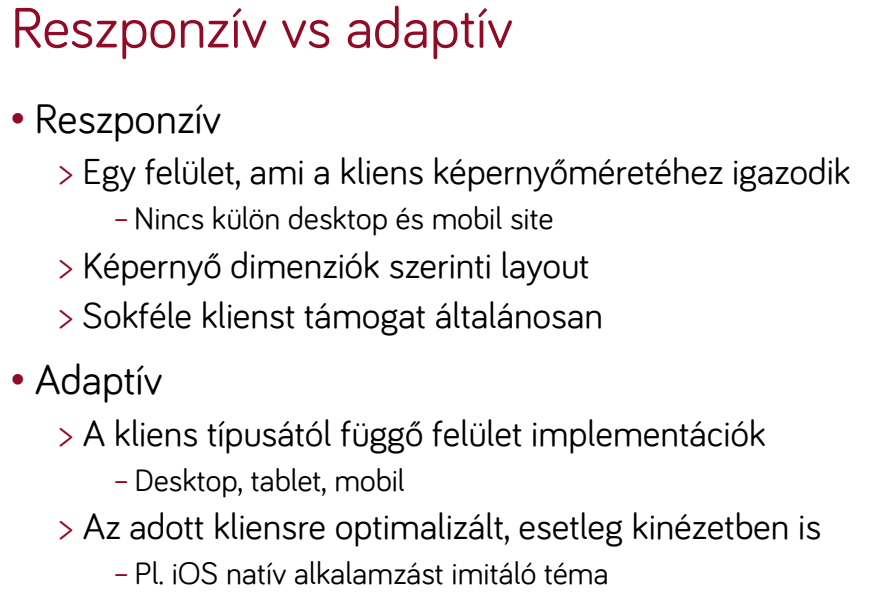 Reszponzív vs adaptív
• Reszponzív
> Egy felület, ami a kliens képernyőméretéhez igazodik
– Nincs külön desktop és mobil site
> Képernyő dimenziók szerinti layout
> Sokféle klienst támogat általánosan
• Adaptív
> A kliens típusától függő felület implementációk
– Desktop, tablet, mobil
> Az adott kliensre optimalizált, esetleg kinézetben is
– Pl. iOS natív alkalamzást imitáló téma